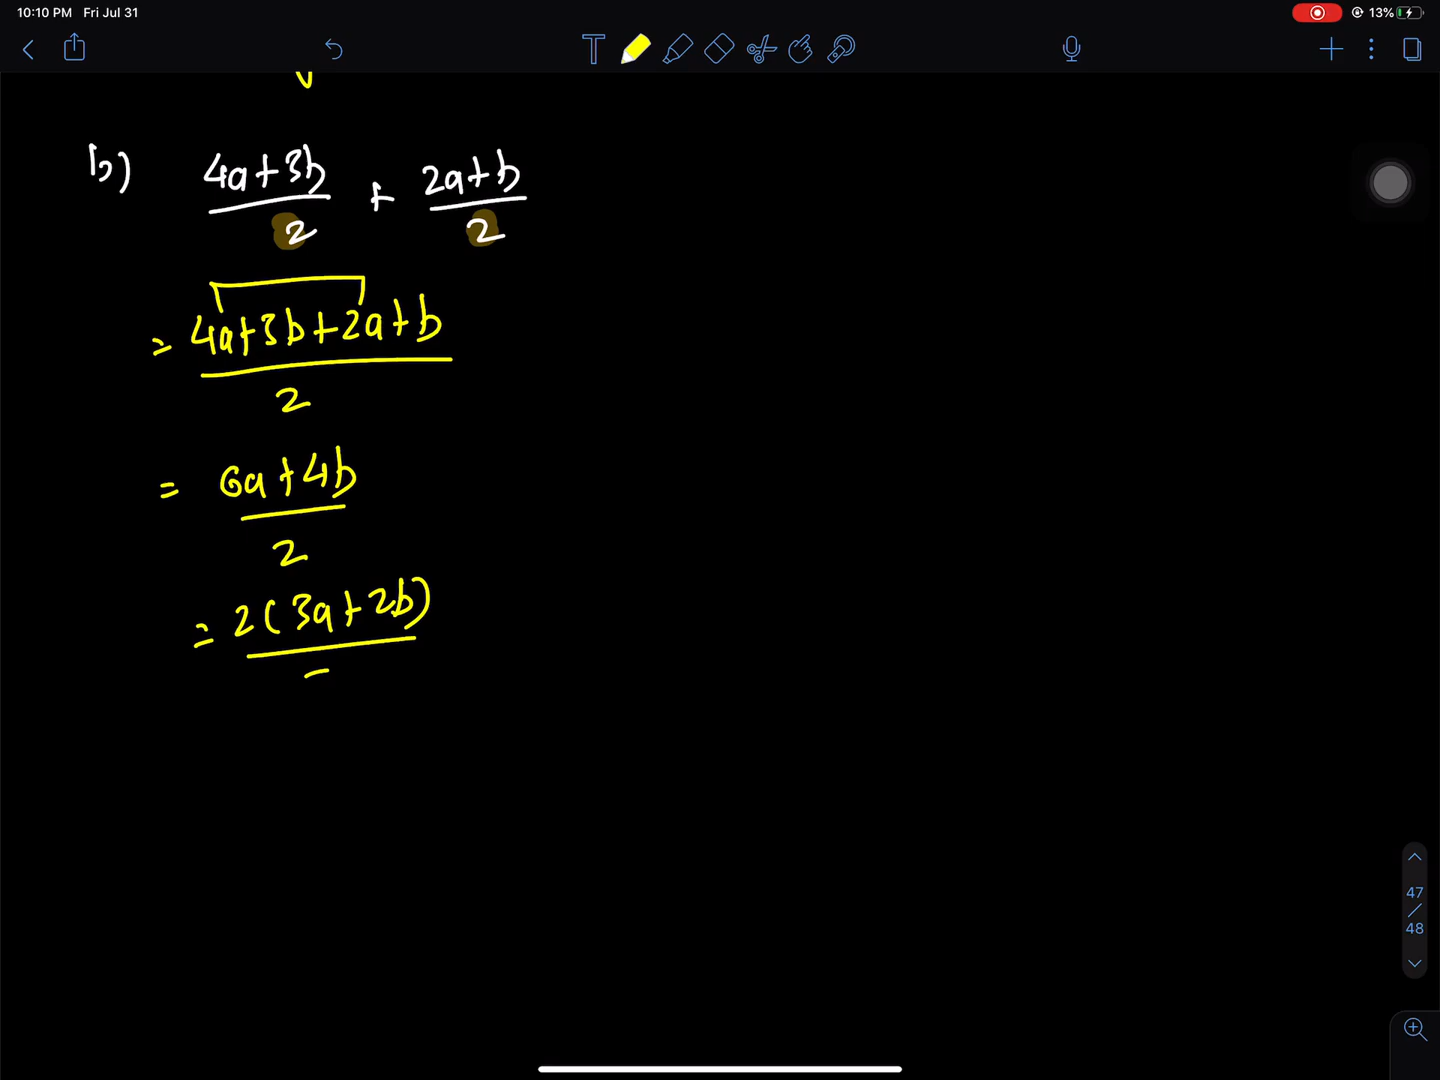 10:10 PM Fri Jul 31 13%
b) (4a+3b)/2 + (2a+b)/2
= (4a+3b+2a+b)/2
= (6a+4b)/2
= 2(3a+2b)/
47
/
48